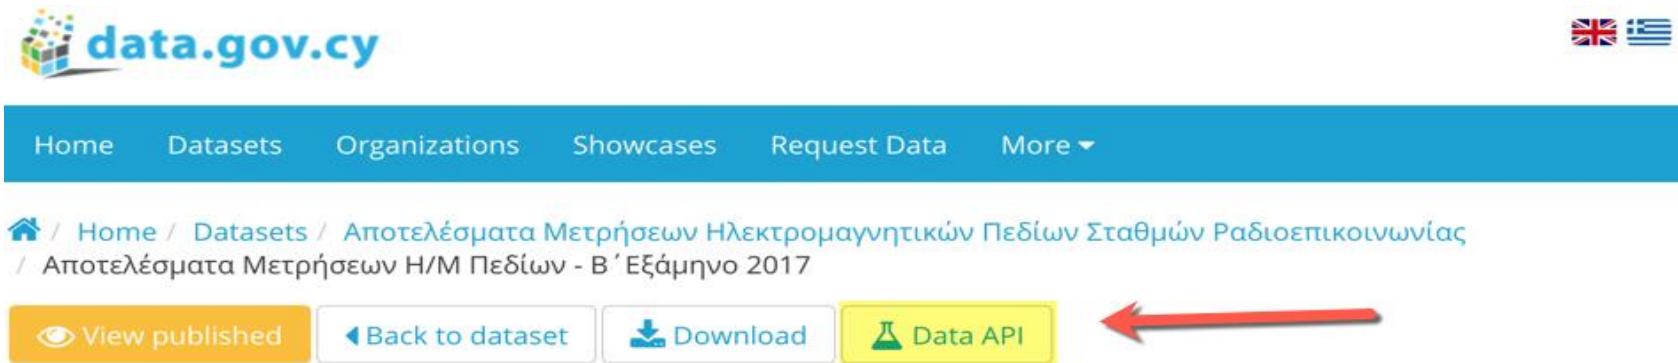 data.gov.cy
Home Datasets Organizations Showcases Request Data More
/ Home / Datasets / Αποτελέσματα Μετρήσεων Ηλεκτρομαγνητικών Πεδίων Σταθμών Ραδιοεπικοινωνίας
/ Αποτελέσματα Μετρήσεων Η/Μ Πεδίων - Β΄Εξάμηνο 2017
View published Back to dataset Download Data API